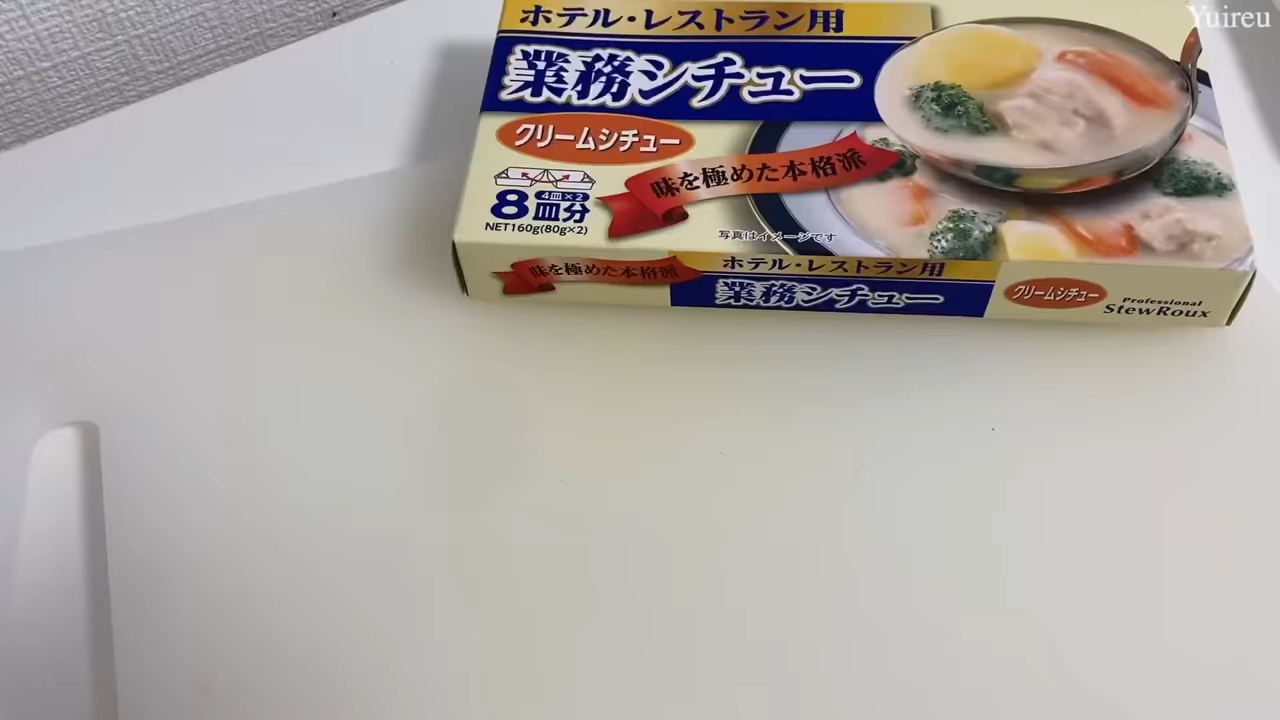 Yuireu
ホテル・レストラン用
業務シチュー
クリームシチュー
味を極めた本格派
4皿×2
8皿分
NET160g(80g×2)
写真はイメージです
味を極めた本格派
ホテル・レストラン用
業務シチュー
クリームシチュー
Professional
StewRoux